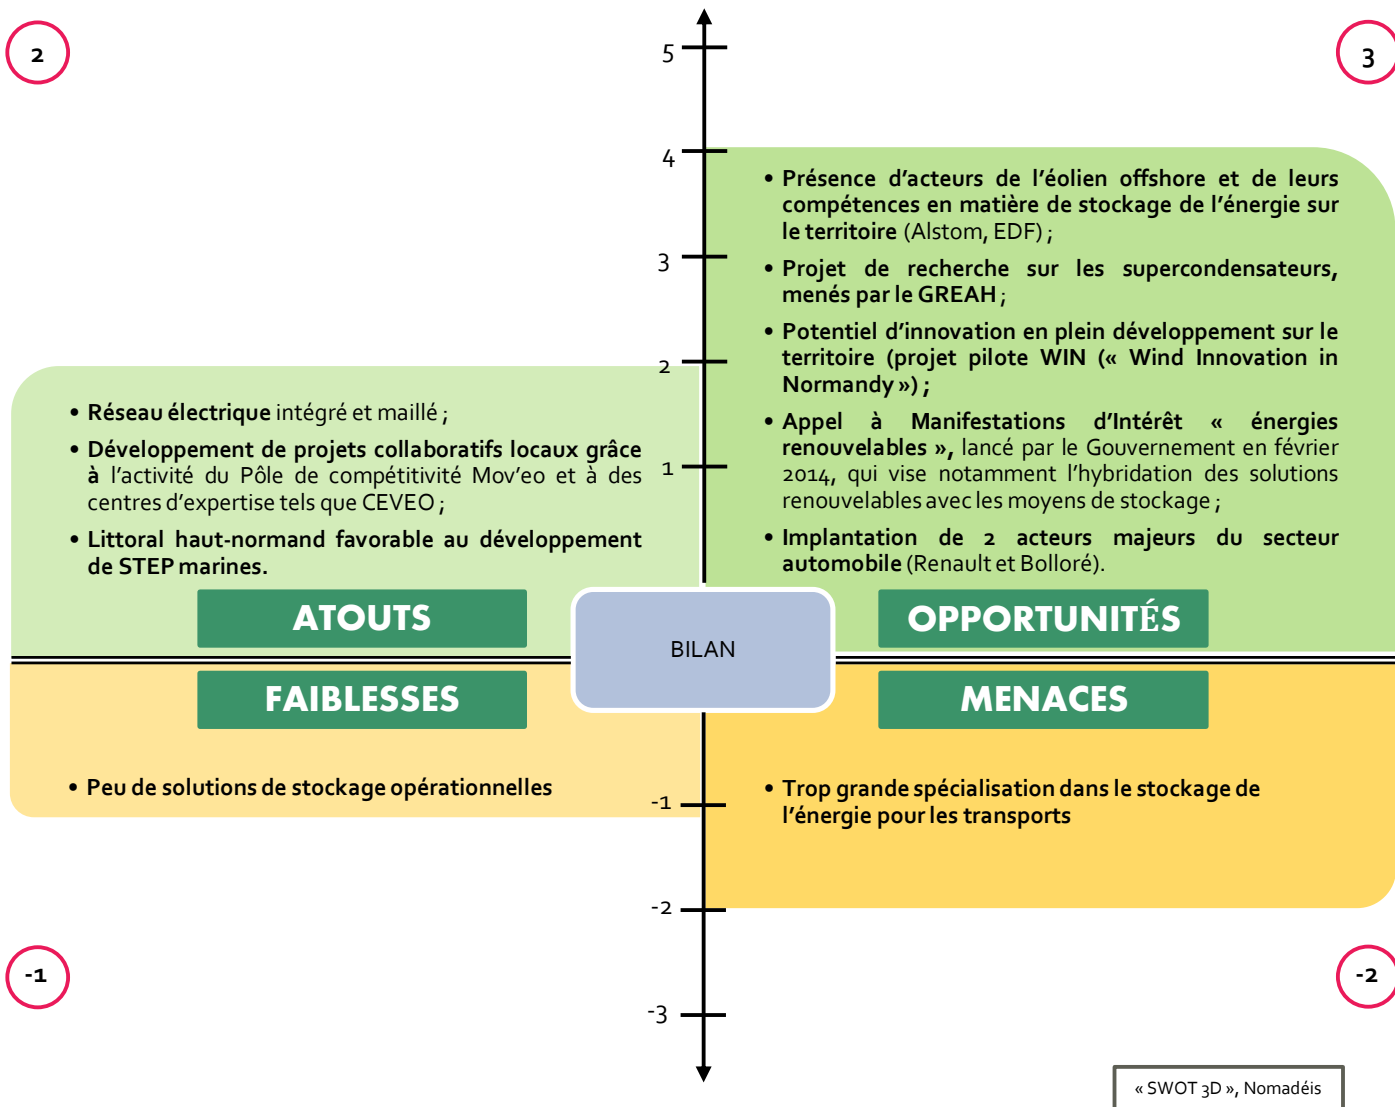 2
3
5
4
3
2
1
• Réseau électrique intégré et maillé ;
• Développement de projets collaboratifs locaux grâce
à l’activité du Pôle de compétitivité Mov’eo et à des
centres d’expertise tels que CEVEO ;
• Littoral haut-normand favorable au développement
de STEP marines.
ATOUTS
• Présence d’acteurs de l’éolien offshore et de leurs
compétences en matière de stockage de l’énergie sur
le territoire (Alstom, EDF) ;
• Projet de recherche sur les supercondensateurs,
menés par le GREAH ;
• Potentiel d’innovation en plein développement sur le
territoire (projet pilote WIN (« Wind Innovation in
Normandy ») ;
• Appel à Manifestations d’Intérêt « énergies
renouvelables », lancé par le Gouvernement en février
2014, qui vise notamment l’hybridation des solutions
renouvelables avec les moyens de stockage ;
• Implantation de 2 acteurs majeurs du secteur
automobile (Renault et Bolloré).
OPPORTUNITÉS
BILAN
FAIBLESSES
• Peu de solutions de stockage opérationnelles
MENACES
• Trop grande spécialisation dans le stockage de
l’énergie pour les transports
-1
-2
-3
-1
-2
« SWOT 3D », Nomadéis